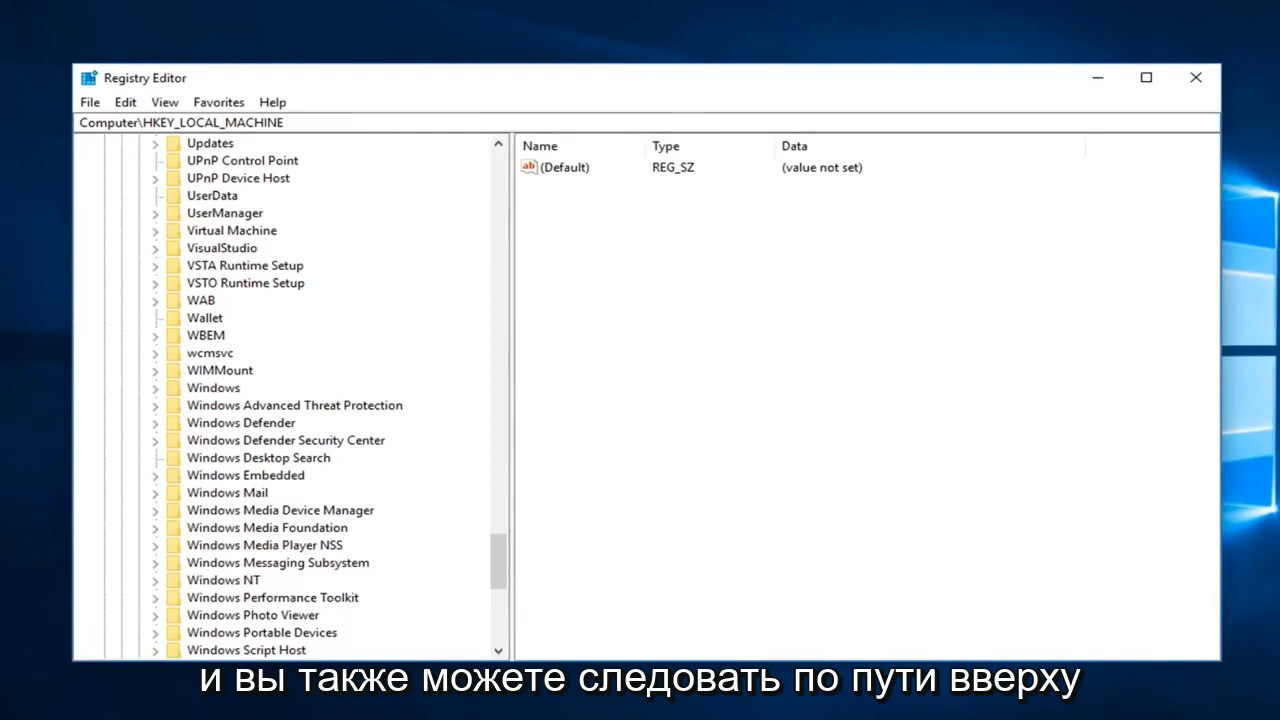 Registry Editor
File Edit View Favorites Help
Computer\HKEY_LOCAL_MACHINE
Updates
UPnP Control Point
UPnP Device Host
UserData
UserManager
Virtual Machine
VisualStudio
VSTA Runtime Setup
VSTO Runtime Setup
WAB
Wallet
WBEM
wcmsvc
WIMMount
Windows
Windows Advanced Threat Protection
Windows Defender
Windows Defender Security Center
Windows Desktop Search
Windows Embedded
Windows Mail
Windows Media Device Manager
Windows Media Foundation
Windows Media Player NSS
Windows Messaging Subsystem
Windows NT
Windows Performance Toolkit
Windows Photo Viewer
Windows Portable Devices
Windows Script Host
Name Type Data
ab (Default) REG_SZ (value not set)
и вы также можете следовать по пути вверху